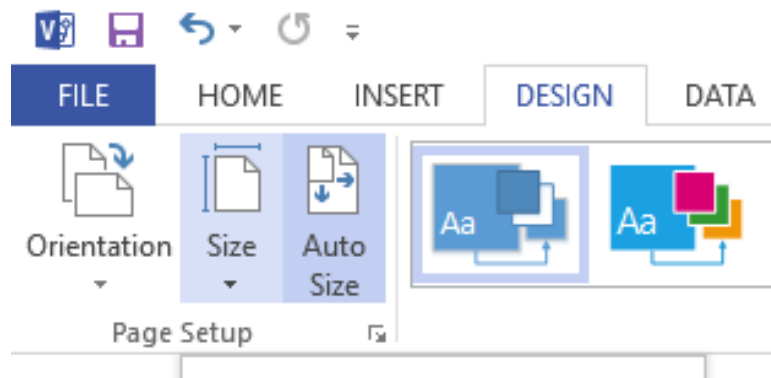 FILE HOME INSERT DESIGN DATA
Orientation Size Auto Size
Aa Aa
Page Setup